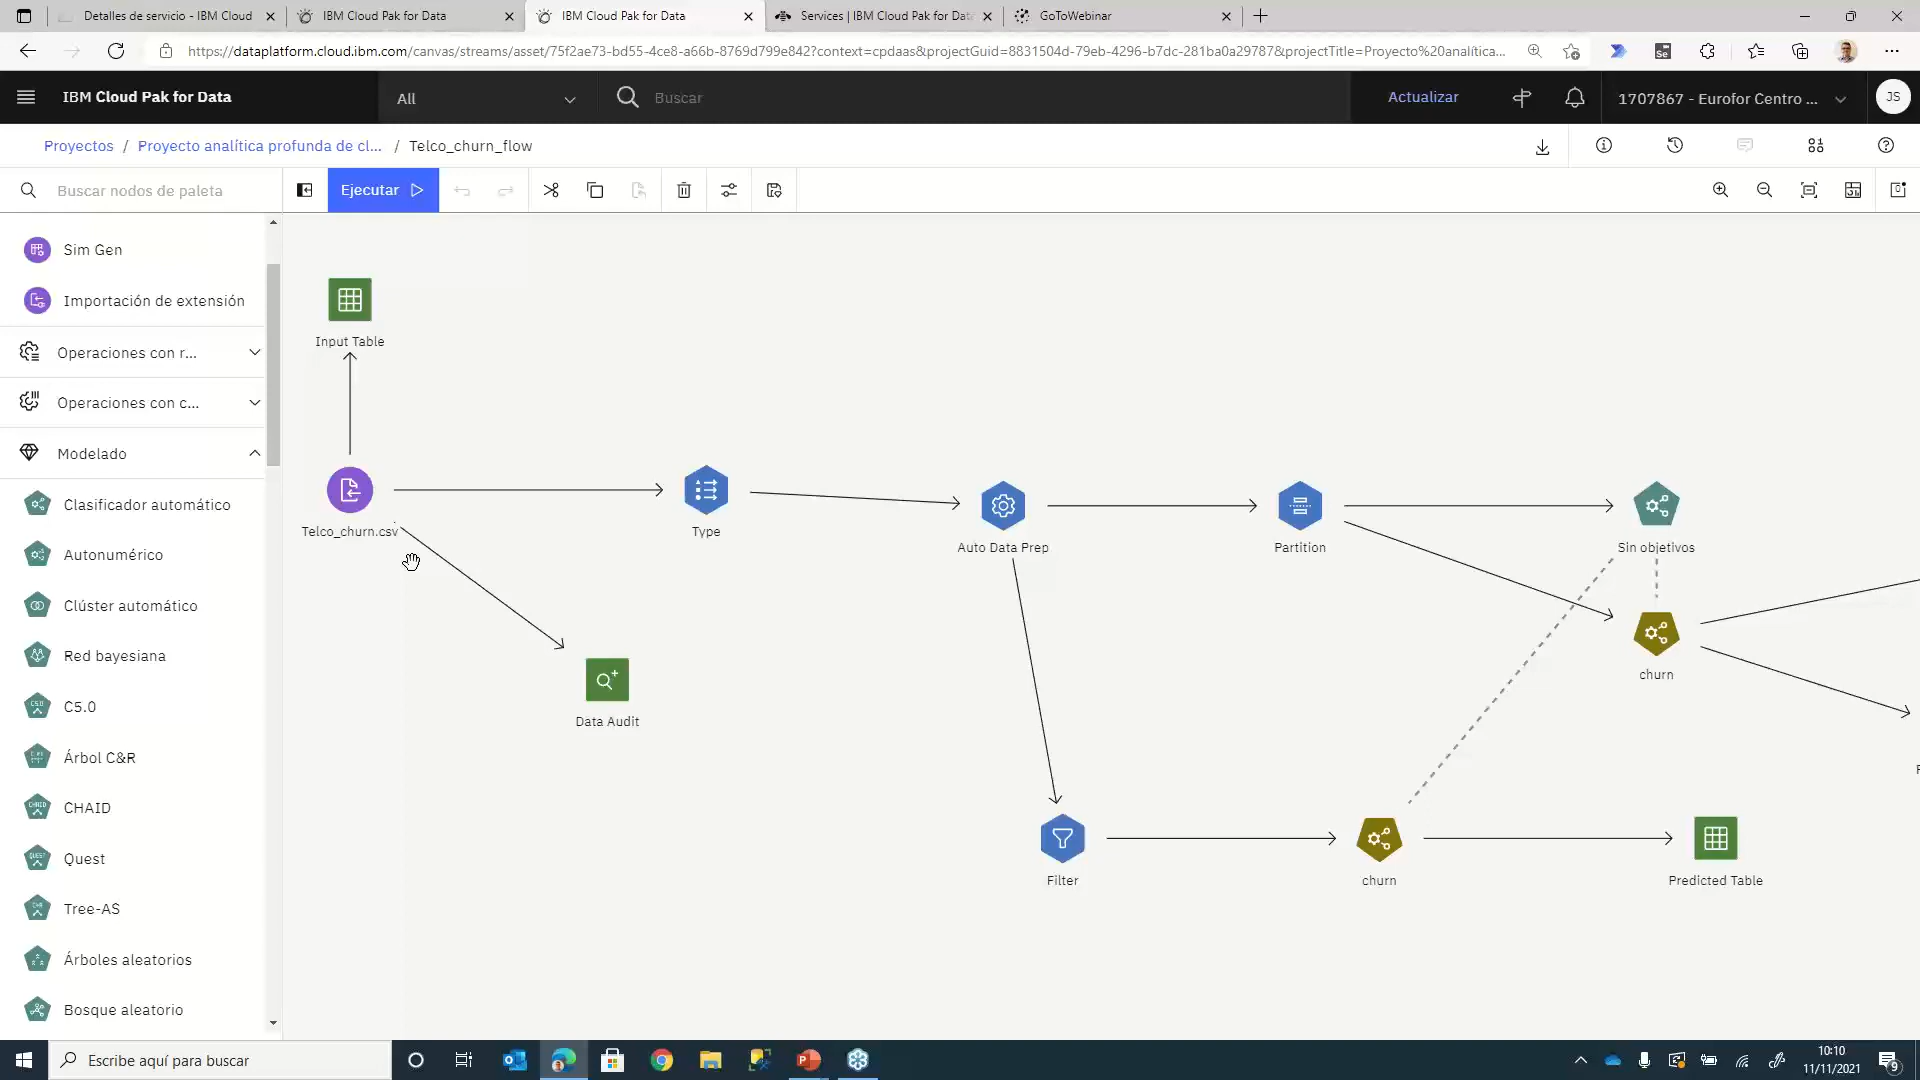 Detalles de servicio - IBM Cloud
IBM Cloud Pak for Data
IBM Cloud Pak for Data
Services | IBM Cloud Pak for Dat
GoToWebinar
https://dataplatform.cloud.ibm.com/canvas/streams/asset/75f2ae73-bd55-4ce8-a66b-8769d799e842?context=cpdaas&projectGuid=8831504d-79eb-4296-b7dc-281ba0a29787&projectTitle=Proyecto%20analítica...
IBM Cloud Pak for Data
All
Buscar
Actualizar
1707867 - Eurofor Centro ...
JS
Proyectos / Proyecto analítica profunda de cl... / Telco_churn_flow
Buscar nodos de paleta
Ejecutar
Sim Gen
Importación de extensión
Operaciones con r...
Operaciones con c...
Modelado
Clasificador automático
Autonumérico
Clúster automático
Red bayesiana
C5.0
Árbol C&R
CHAID
Quest
Tree-AS
Árboles aleatorios
Bosque aleatorio
Input Table
Telco_churn.csv
Type
Auto Data Prep
Partition
Sin objetivos
churn
Data Audit
Filter
churn
Predicted Table
Escribe aquí para buscar
10:10
11/11/2021
9